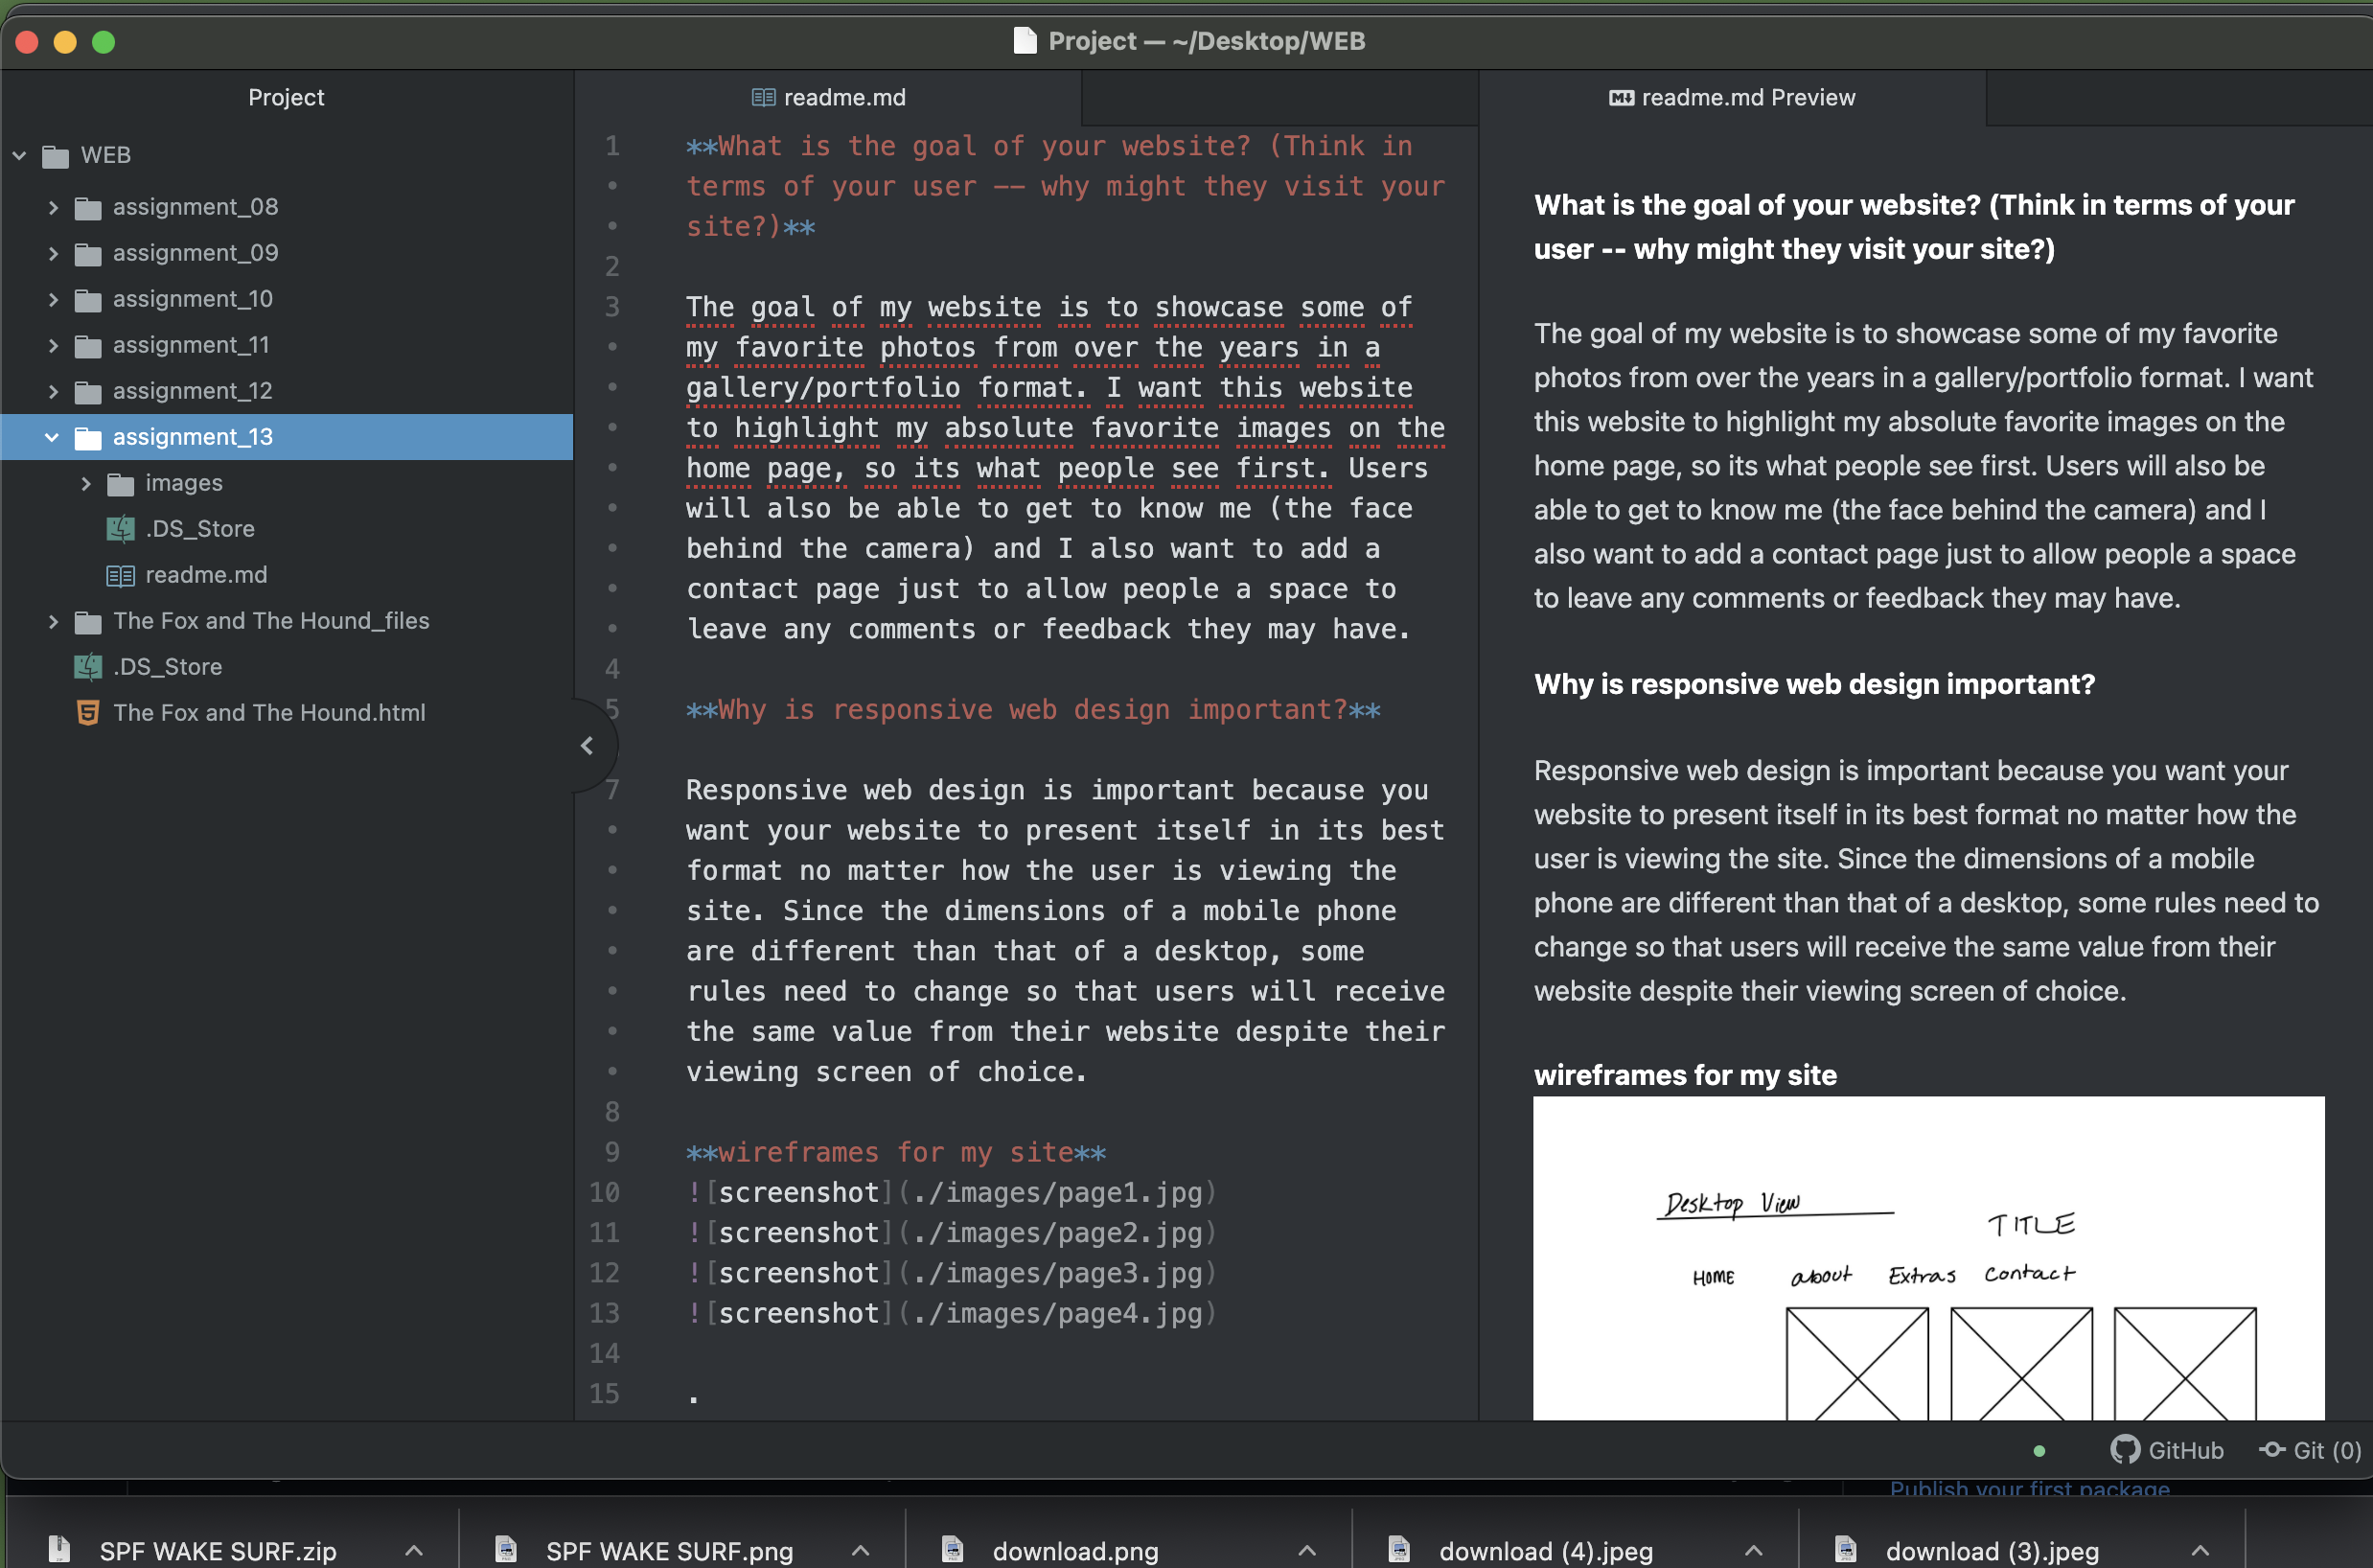 Project — ~/Desktop/WEB
Project
WEB
assignment_08
assignment_09
assignment_10
assignment_11
assignment_12
assignment_13
images
.DS_Store
readme.md
The Fox and The Hound_files
.DS_Store
The Fox and The Hound.html
readme.md
1 **What is the goal of your website? (Think in
• terms of your user -- why might they visit your
• site?)**
2
3 The goal of my website is to showcase some of
• my favorite photos from over the years in a
• gallery/portfolio format. I want this website
• to highlight my absolute favorite images on the
• home page, so its what people see first. Users
• will also be able to get to know me (the face
• behind the camera) and I also want to add a
• contact page just to allow people a space to
• leave any comments or feedback they may have.
4
5 **Why is responsive web design important?**
7 Responsive web design is important because you
• want your website to present itself in its best
• format no matter how the user is viewing the
• site. Since the dimensions of a mobile phone
• are different than that of a desktop, some
• rules need to change so that users will receive
• the same value from their website despite their
• viewing screen of choice.
8
9 **wireframes for my site**
10 ![screenshot](./images/page1.jpg)
11 ![screenshot](./images/page2.jpg)
12 ![screenshot](./images/page3.jpg)
13 ![screenshot](./images/page4.jpg)
14
15 .
readme.md Preview
What is the goal of your website? (Think in terms of your
user -- why might they visit your site?)
The goal of my website is to showcase some of my favorite
photos from over the years in a gallery/portfolio format. I want
this website to highlight my absolute favorite images on the
home page, so its what people see first. Users will also be
able to get to know me (the face behind the camera) and I
also want to add a contact page just to allow people a space
to leave any comments or feedback they may have.
Why is responsive web design important?
Responsive web design is important because you want your
website to present itself in its best format no matter how the
user is viewing the site. Since the dimensions of a mobile
phone are different than that of a desktop, some rules need to
change so that users will receive the same value from their
website despite their viewing screen of choice.
wireframes for my site
Desktop View
TITLE
HOME about Extras Contact
GitHub Git (0)
Publish your first package
SPF WAKE SURF.zip SPF WAKE SURF.png download.png download (4).jpeg download (3).jpeg